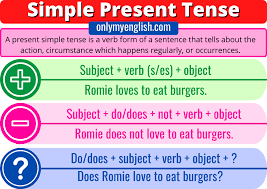 Simple Present Tense
onlymyenglish.com
A present simple tense is a verb form of a sentence that tells about the
action, circumstance which happens regularly, or occurrences.
+
Subject + verb (s/es) + object
Romie loves to eat burgers.
-
Subject + do/does + not + verb + object
Romie does not love to eat burgers.
?
Do/does + subject + verb + object + ?
Does Romie love to eat burgers?